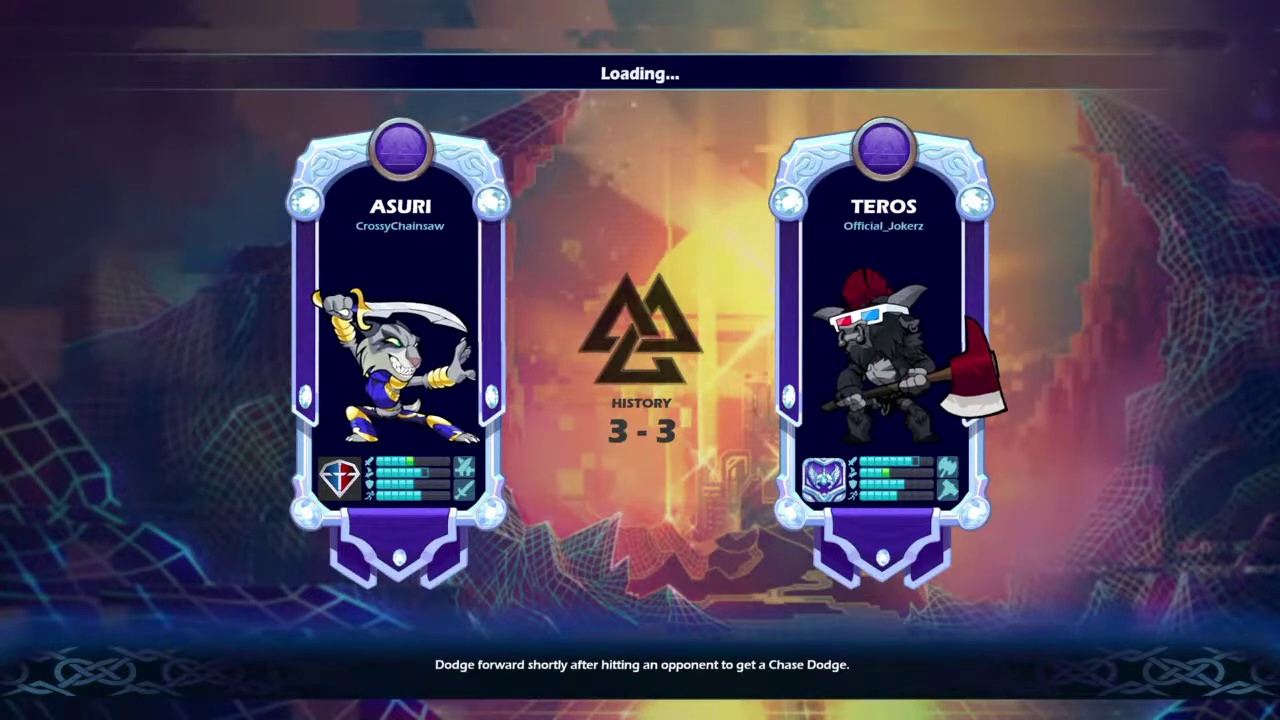 Loading...
ASURI
CrossyChainsaw
TEROS
Official_Jokerz
HISTORY
3 - 3
Dodge forward shortly after hitting an opponent to get a Chase Dodge.